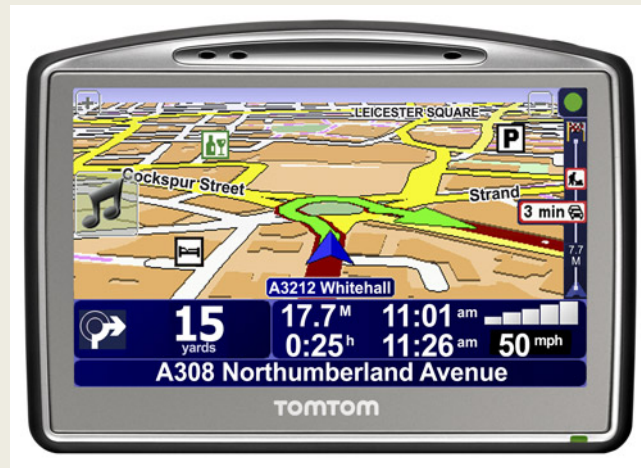 LEICESTER SQUARE
P
Cockspur Street
Strand
3 min
7.7
M
A3212 Whitehall
15
yards
17.7 M
11:01 am
0:25 h
11:26 am
50 mph
A308 Northumberland Avenue
TOMTOM